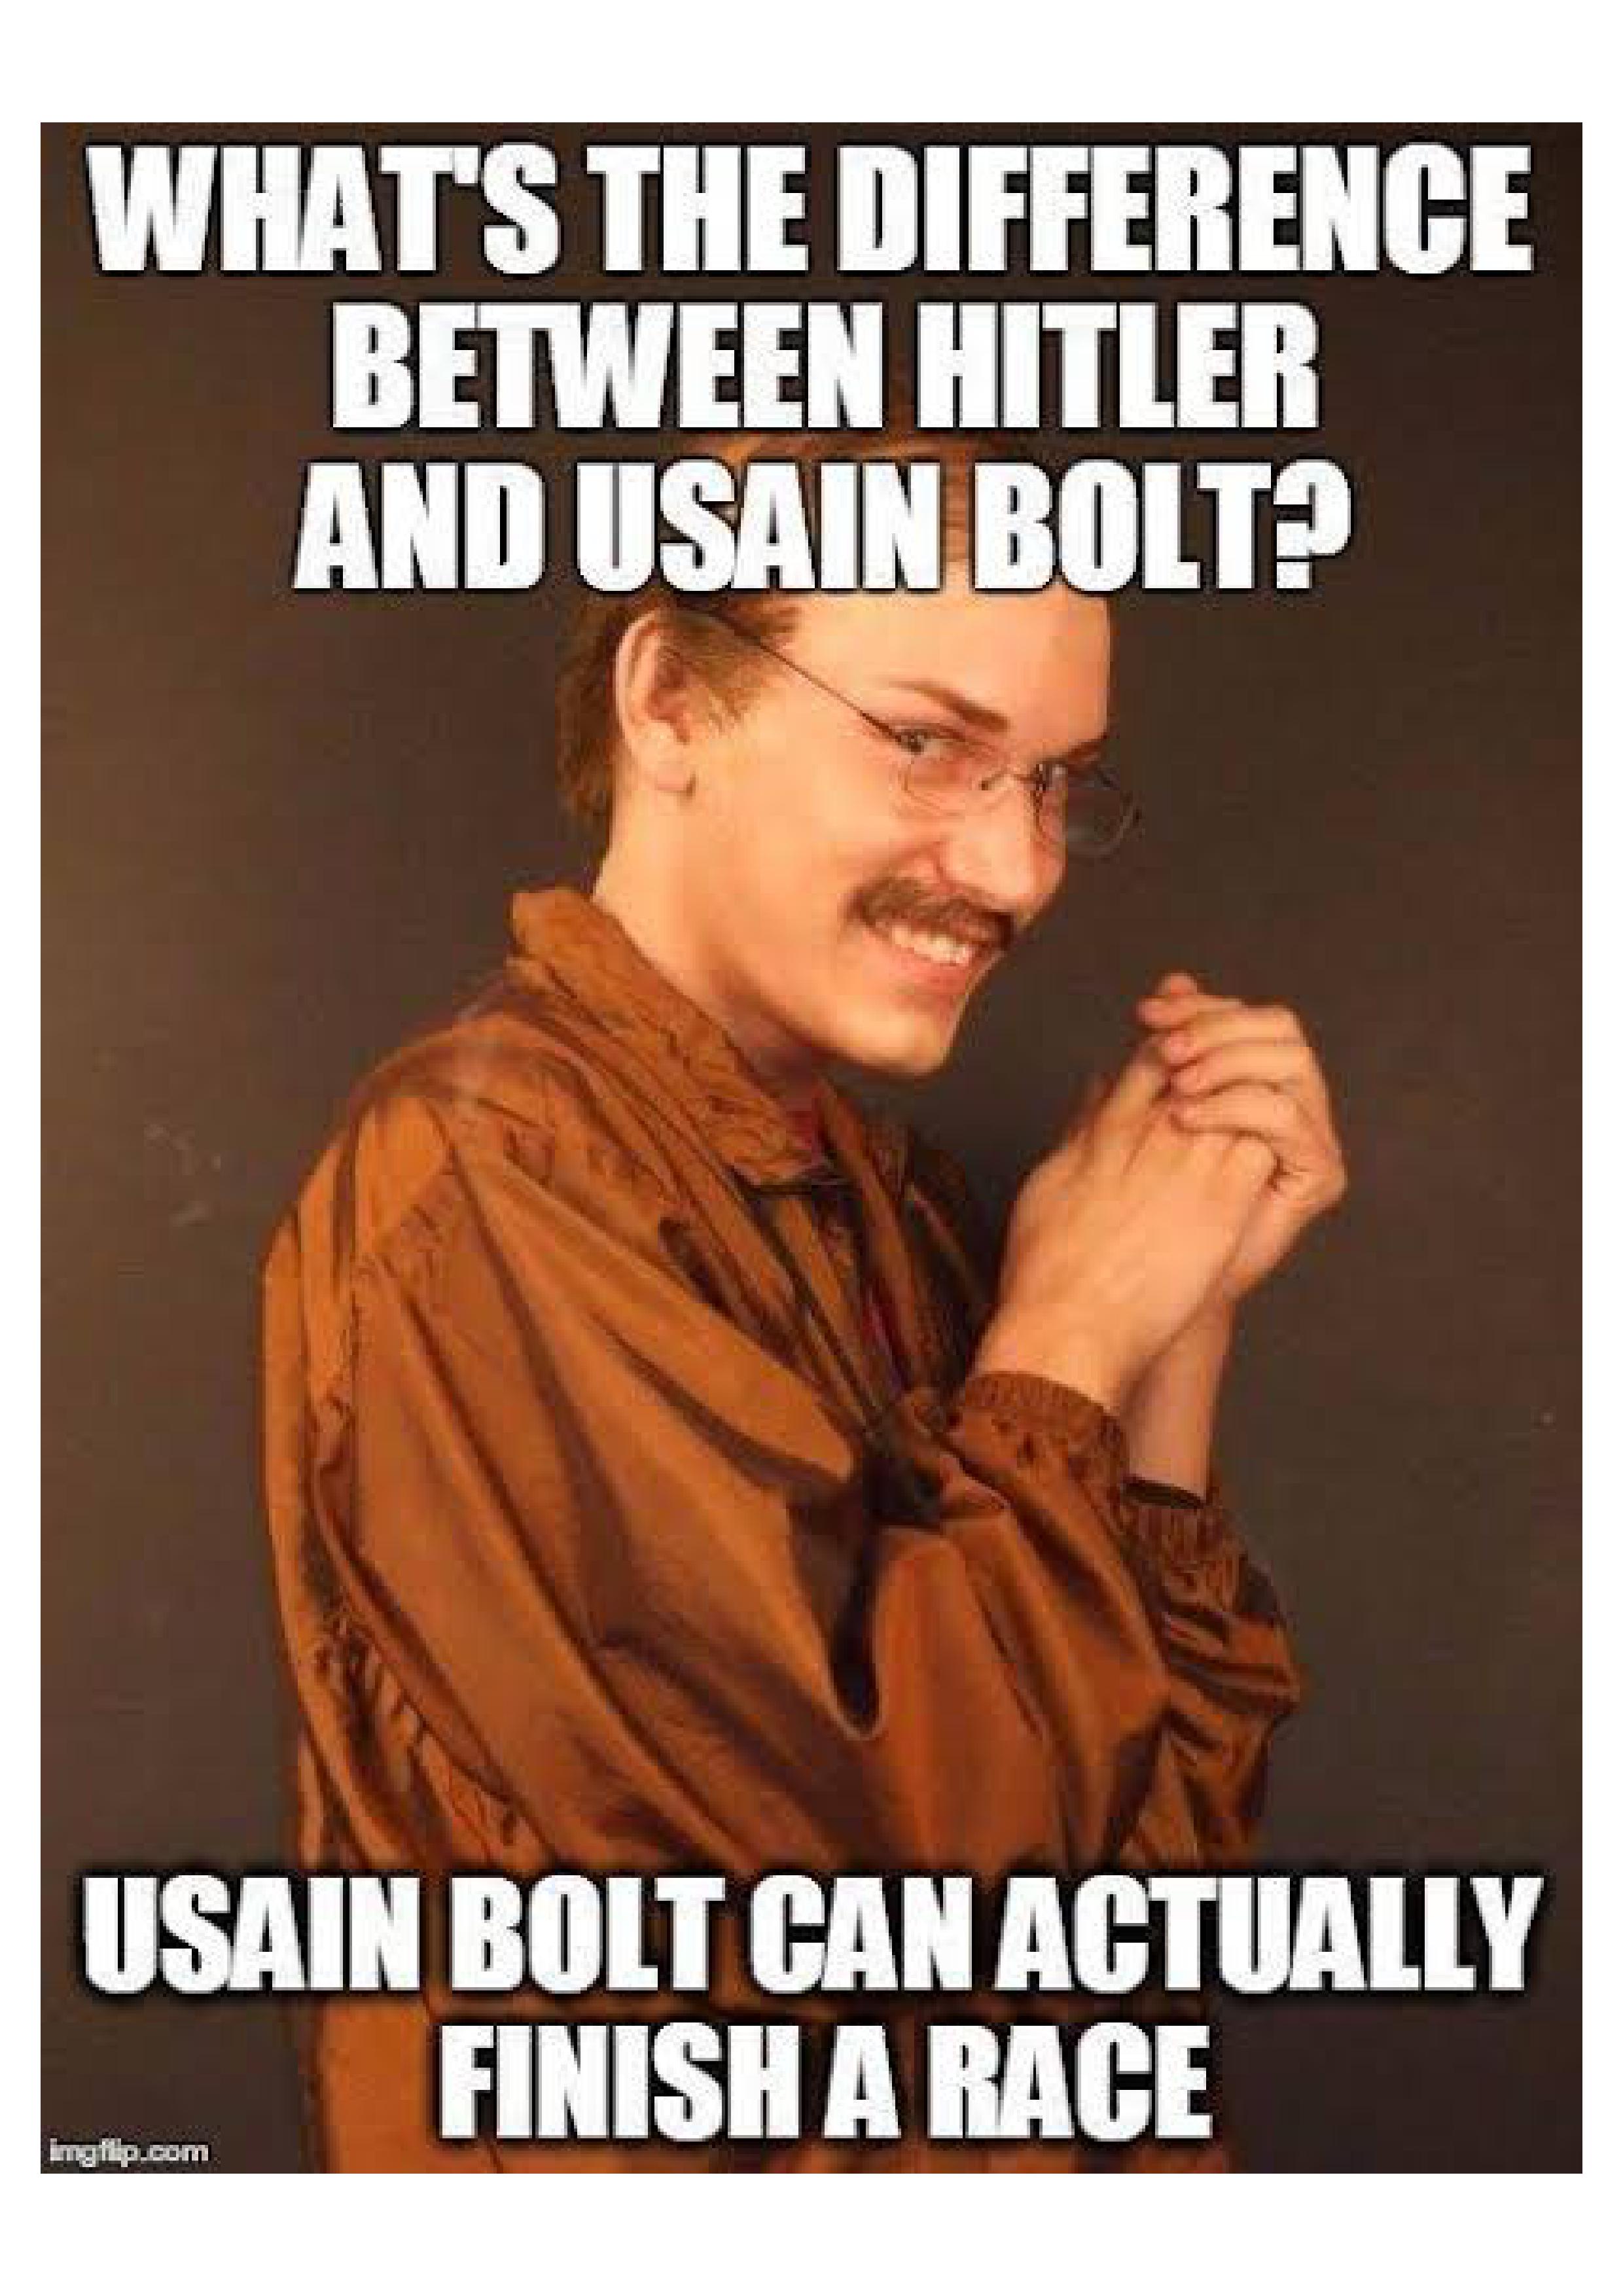 WHAT'S THE DIFFERENCE
BETWEEN HITLER
AND USAIN BOLT?
USAIN BOLT CAN ACTUALLY
FINISH A RACE
imgflip.com